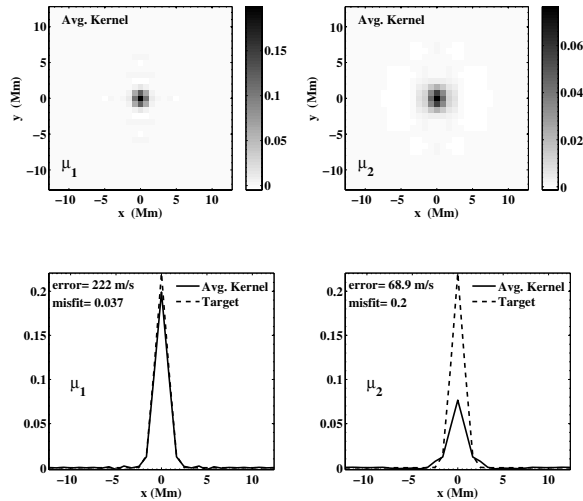 Avg. Kernel
y (Mm)
10
5
0
−5
−10
μ1
−10 −5 0 5 10
x (Mm)
0.15
0.1
0.05
0
Avg. Kernel
y (Mm)
10
5
0
−5
−10
μ2
−10 −5 0 5 10
x (Mm)
0.06
0.04
0.02
0
error= 222 m/s
misfit= 0.037
Avg. Kernel
Target
μ1
0.2
0.15
0.1
0.05
0
−10 −5 0 5 10
x (Mm)
error= 68.9 m/s
misfit= 0.2
Avg. Kernel
Target
μ2
0.2
0.15
0.1
0.05
0
−10 −5 0 5 10
x (Mm)